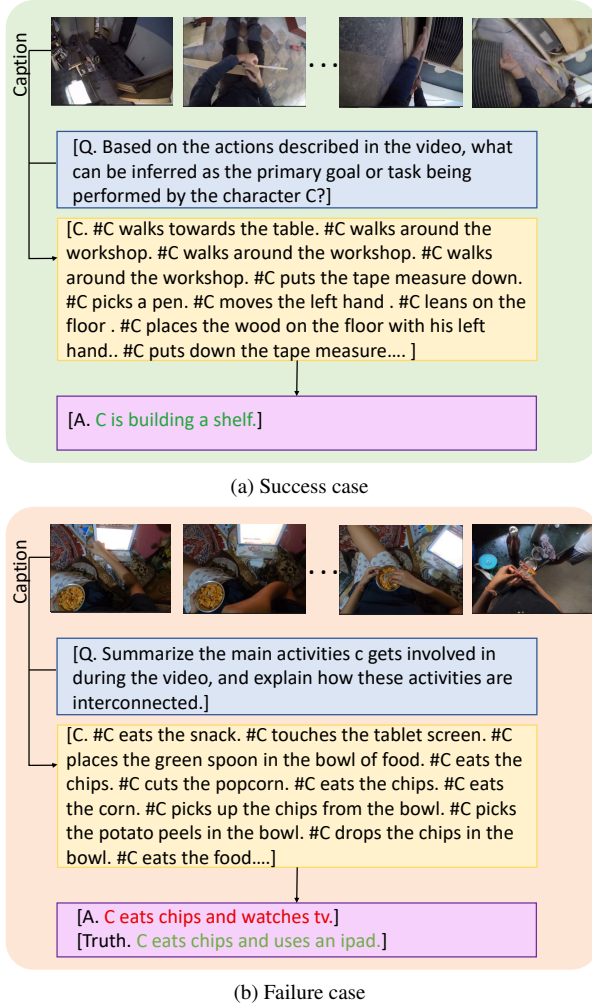 Caption
[Q. Based on the actions described in the video, what
can be inferred as the primary goal or task being
performed by the character C?]
[C. #C walks towards the table. #C walks around the
workshop. #C walks around the workshop. #C walks
around the workshop. #C puts the tape measure down.
#C picks a pen. #C moves the left hand . #C leans on the
floor . #C places the wood on the floor with his left
hand.. #C puts down the tape measure.... ]
[A. C is building a shelf.]
(a) Success case
Caption
[Q. Summarize the main activities c gets involved in
during the video, and explain how these activities are
interconnected.]
[C. #C eats the snack. #C touches the tablet screen. #C
places the green spoon in the bowl of food. #C eats the
chips. #C cuts the popcorn. #C eats the chips. #C eats
the corn. #C picks up the chips from the bowl. #C picks
the potato peels in the bowl. #C drops the chips in the
bowl. #C eats the food....]
[A. C eats chips and watches tv.]
[Truth. C eats chips and uses an ipad.]
(b) Failure case